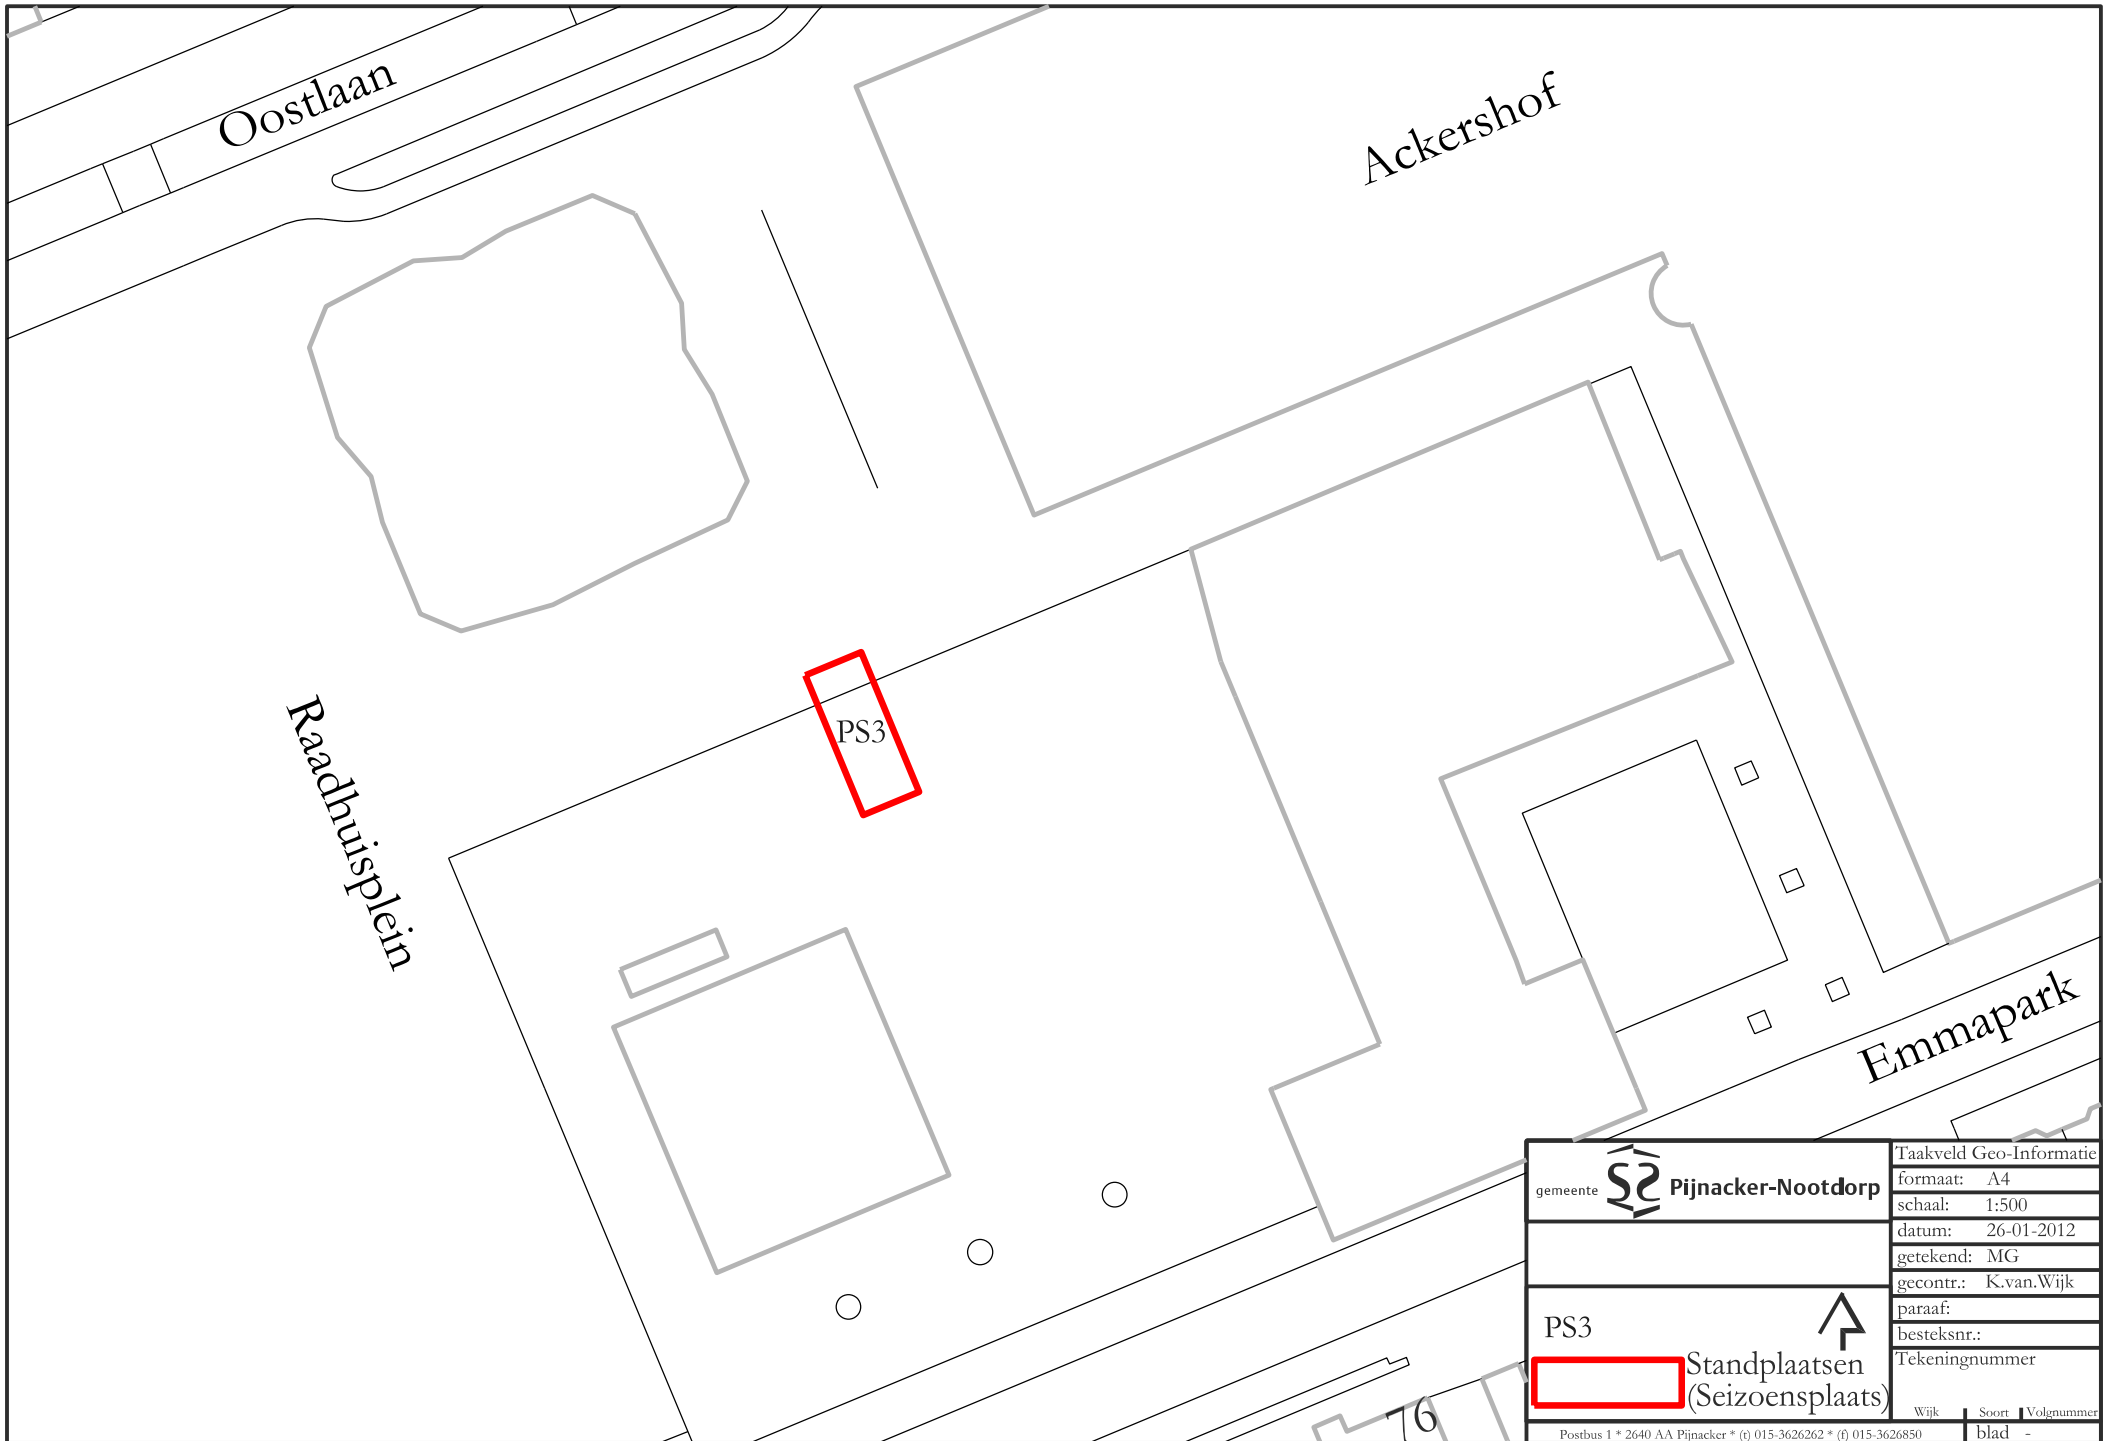 Oostlaan
Ackershof
PS3
Raadhuisplein
Emmapark
76
gemeente Pijnacker-Nootdorp
PS3
Standplaatsen
(Seizoensplaats)
Taakveld Geo-Informatie
formaat: A4
schaal: 1:500
datum: 26-01-2012
getekend: MG
gecontr.: K.van.Wijk
paraaf:
besteksnr.:
Tekeningnummer
Wijk Soort Volgnummer
blad -
Postbus 1 * 2640 AA Pijnacker * (t) 015-3626262 * (f) 015-3626850